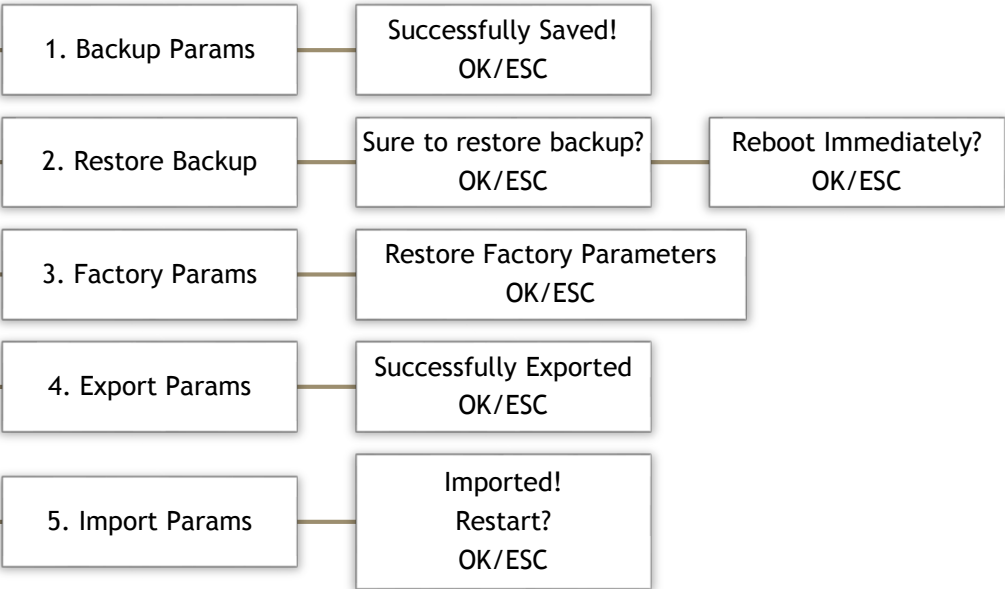 1. Backup Params
Successfully Saved!
OK/ESC
2. Restore Backup
Sure to restore backup?
OK/ESC
Reboot Immediately?
OK/ESC
3. Factory Params
Restore Factory Parameters
OK/ESC
4. Export Params
Successfully Exported
OK/ESC
5. Import Params
Imported!
Restart?
OK/ESC